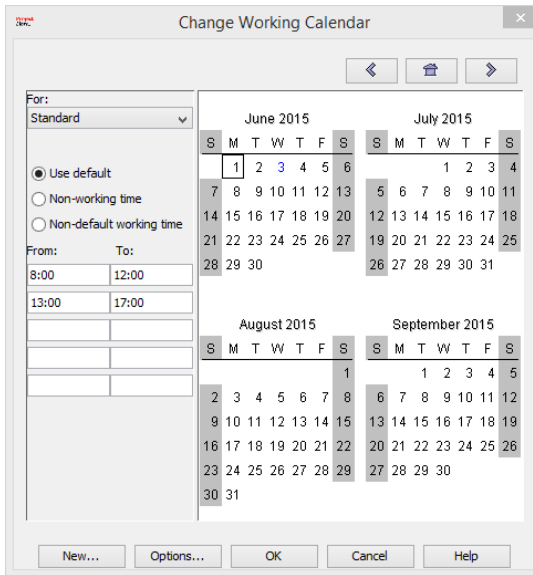 Change Working Calendar
For:
Standard
Use default
Non-working time
Non-default working time
From: To:
8:00 12:00
13:00 17:00
June 2015
S M T W T F S
1 2 3 4 5 6
7 8 9 10 11 12 13
14 15 16 17 18 19 20
21 22 23 24 25 26 27
28 29 30
July 2015
S M T W T F S
1 2 3 4
5 6 7 8 9 10 11
12 13 14 15 16 17 18
19 20 21 22 23 24 25
26 27 28 29 30 31
August 2015
S M T W T F S
1
2 3 4 5 6 7 8
9 10 11 12 13 14 15
16 17 18 19 20 21 22
23 24 25 26 27 28 29
30 31
September 2015
S M T W T F S
1 2 3 4 5
6 7 8 9 10 11 12
13 14 15 16 17 18 19
20 21 22 23 24 25 26
27 28 29 30
New... Options... OK Cancel Help